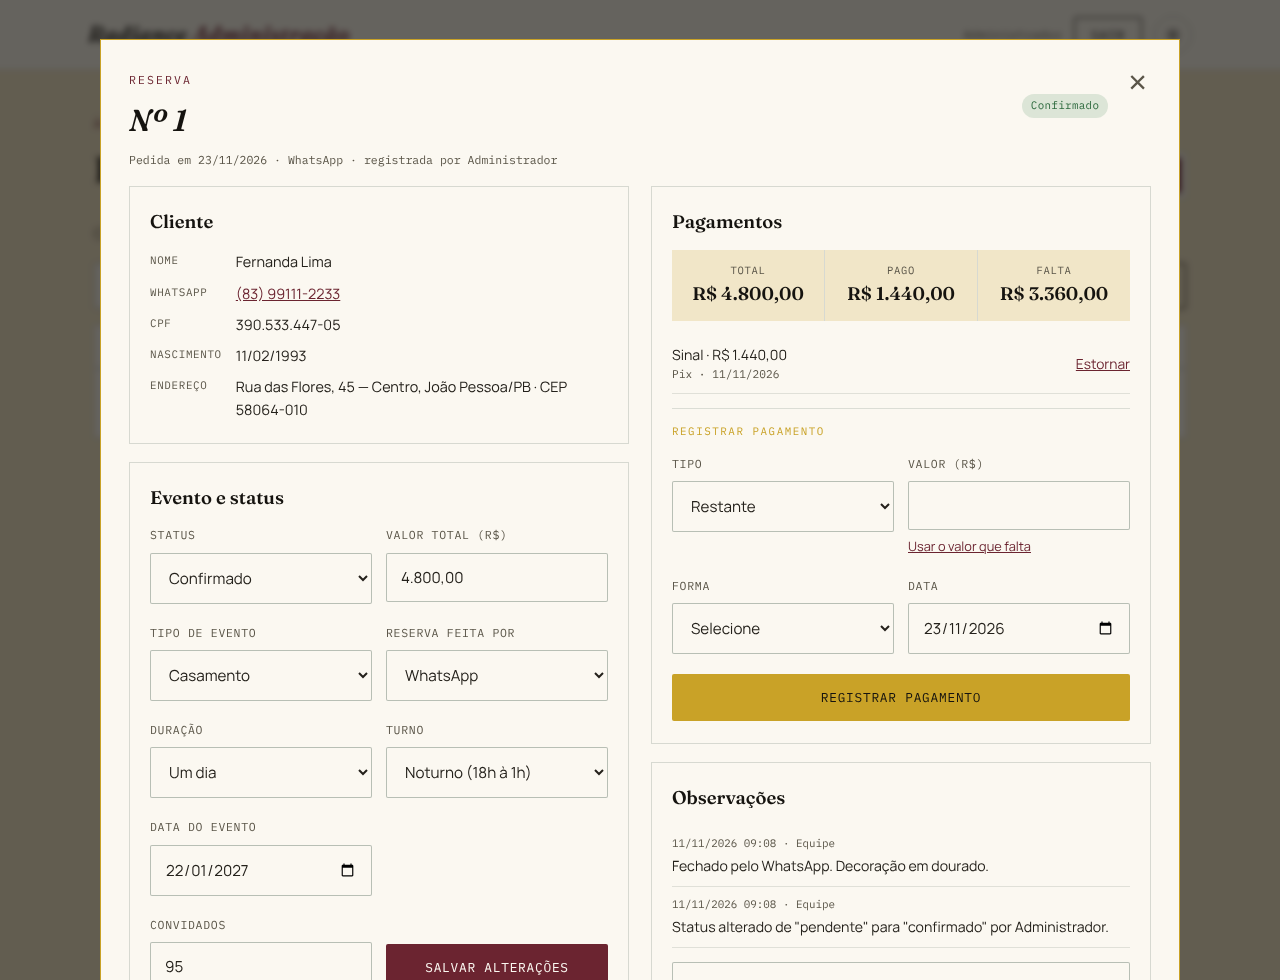 Radiance Administração
RESERVA
Nº 1
Confirmado
✕
Pedida em 23/11/2026 · WhatsApp · registrada por Administrador
Cliente
NOME Fernanda Lima
WHATSAPP (83) 99111-2233
CPF 390.533.447-05
NASCIMENTO 11/02/1993
ENDEREÇO Rua das Flores, 45 — Centro, João Pessoa/PB · CEP
58064-010
Evento e status
STATUS VALOR TOTAL (R$)
Confirmado 4.800,00
TIPO DE EVENTO RESERVA FEITA POR
Casamento WhatsApp
DURAÇÃO TURNO
Um dia Noturno (18h à 1h)
DATA DO EVENTO
22/01/2027
CONVIDADOS
95 SALVAR ALTERAÇÕES
Pagamentos
TOTAL PAGO FALTA
R$ 4.800,00 R$ 1.440,00 R$ 3.360,00
Sinal · R$ 1.440,00
Pix · 11/11/2026
Estornar
REGISTRAR PAGAMENTO
TIPO VALOR (R$)
Restante
Usar o valor que falta
FORMA DATA
Selecione 23/11/2026
REGISTRAR PAGAMENTO
Observações
11/11/2026 09:08 · Equipe
Fechado pelo WhatsApp. Decoração em dourado.
11/11/2026 09:08 · Equipe
Status alterado de "pendente" para "confirmado" por Administrador.